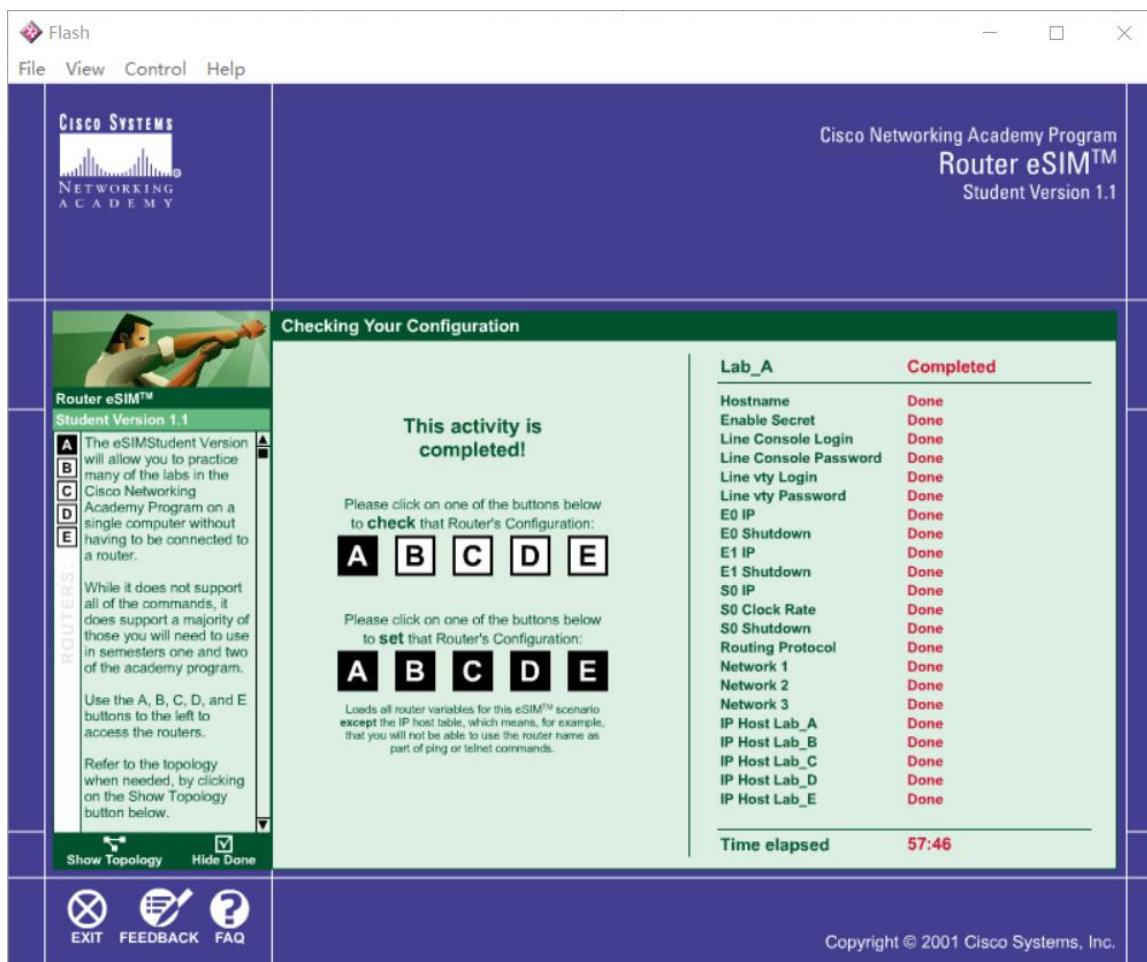 Flash
File View Control Help
CISCO SYSTEMS
NETWORKING
ACADEMY
Cisco Networking Academy Program
Router eSIM™
Student Version 1.1
Router eSIM™
Student Version 1.1
A
B
C
D
E
ROUTERS:
The eSIMStudent Version
will allow you to practice
many of the labs in the
Cisco Networking
Academy Program on a
single computer without
having to be connected to
a router.
While it does not support
all of the commands, it
does support a majority of
those you will need to use
in semesters one and two
of the academy program.
Use the A, B, C, D, and E
buttons to the left to
access the routers.
Refer to the topology
when needed, by clicking
on the Show Topology
button below.
Show Topology Hide Done
Checking Your Configuration
This activity is
completed!
Please click on one of the buttons below
to check that Router's Configuration:
A B C D E
Please click on one of the buttons below
to set that Router's Configuration:
A B C D E
Loads all router variables for this eSIM™ scenario
except the IP host table, which means, for example,
that you will not be able to use the router name as
part of ping or telnet commands.
Lab_A Completed
Hostname Done
Enable Secret Done
Line Console Login Done
Line Console Password Done
Line vty Login Done
Line vty Password Done
E0 IP Done
E0 Shutdown Done
E1 IP Done
E1 Shutdown Done
S0 IP Done
S0 Clock Rate Done
S0 Shutdown Done
Routing Protocol Done
Network 1 Done
Network 2 Done
Network 3 Done
IP Host Lab_A Done
IP Host Lab_B Done
IP Host Lab_C Done
IP Host Lab_D Done
IP Host Lab_E Done
Time elapsed 57:46
EXIT FEEDBACK FAQ
Copyright © 2001 Cisco Systems, Inc.